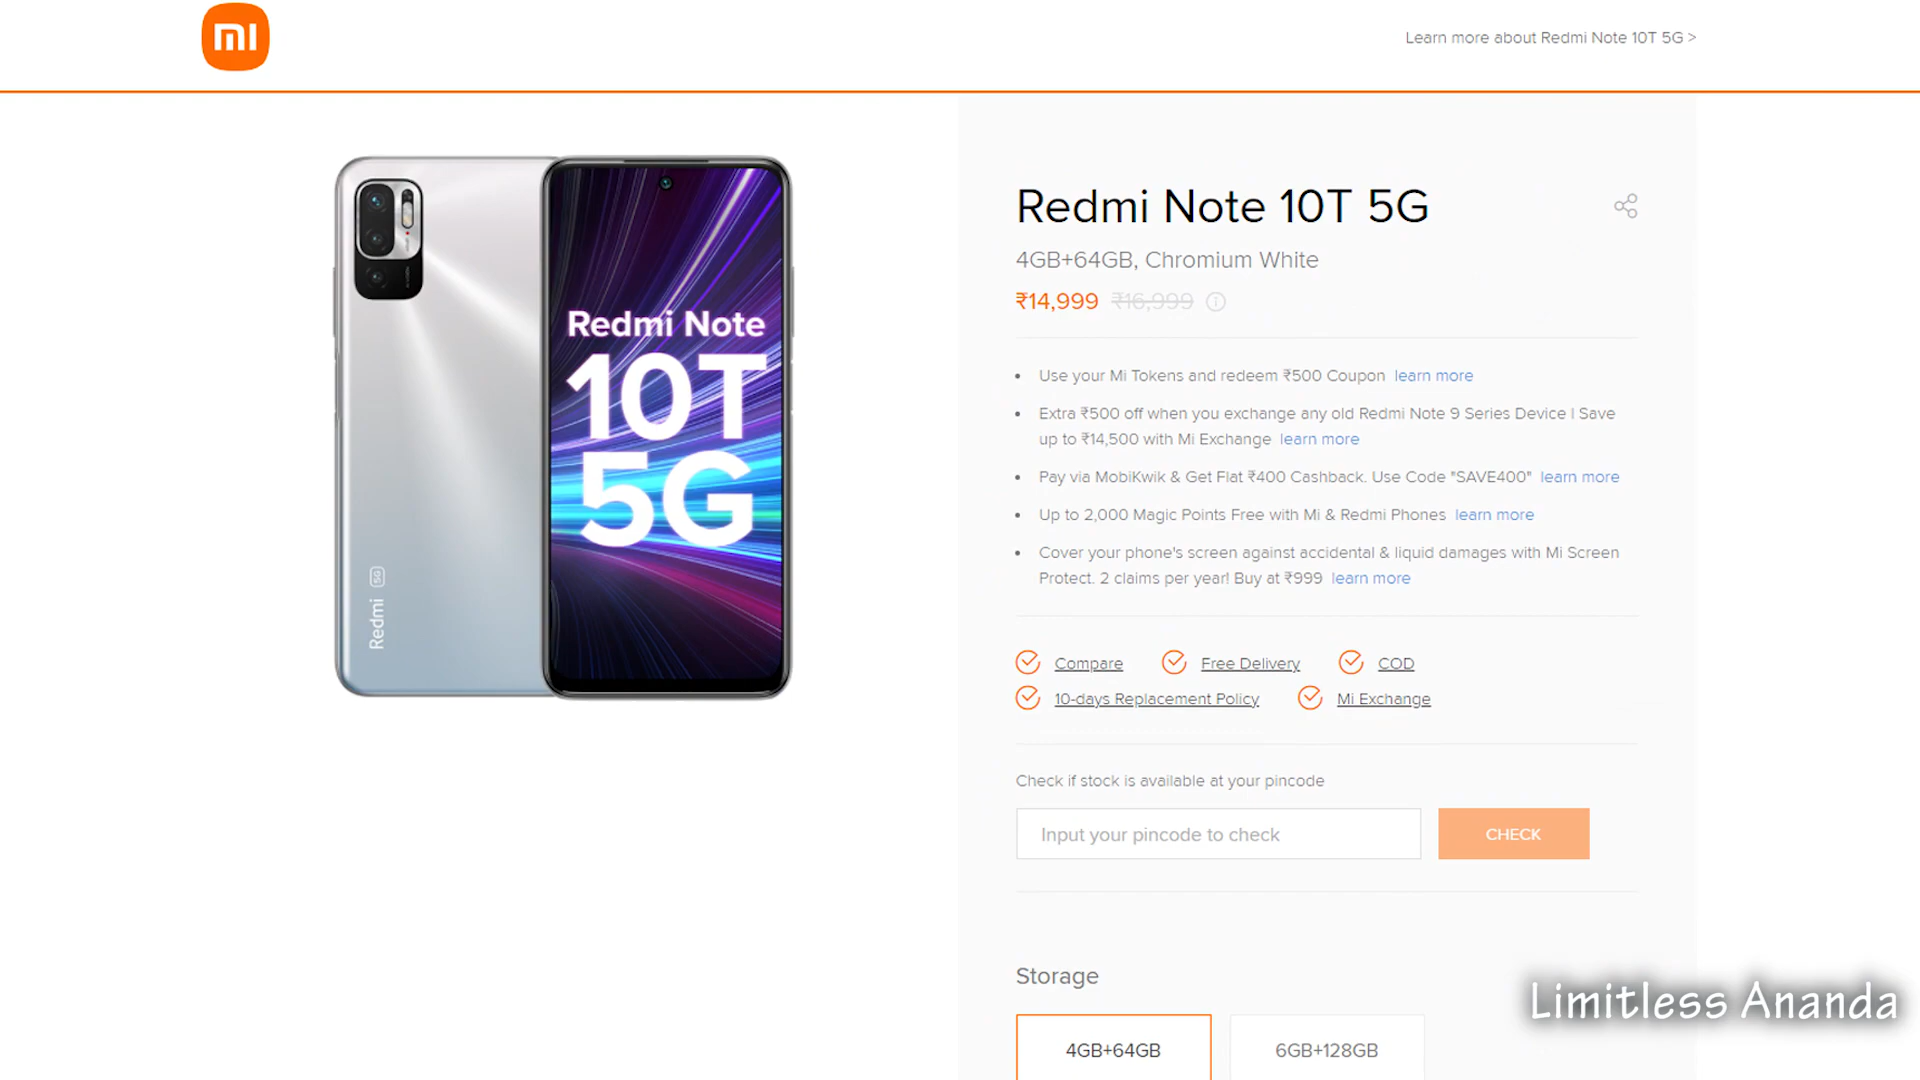 mi
Learn more about Redmi Note 10T 5G >
Redmi Note
10T
5G
Redmi 5G
Redmi Note 10T 5G
4GB+64GB, Chromium White
₹14,999 ₹16,999
Use your Mi Tokens and redeem ₹500 Coupon learn more
Extra ₹500 off when you exchange any old Redmi Note 9 Series Device | Save
up to ₹14,500 with Mi Exchange learn more
Pay via MobiKwik & Get Flat ₹400 Cashback. Use Code "SAVE400" learn more
Up to 2,000 Magic Points Free with Mi & Redmi Phones learn more
Cover your phone's screen against accidental & liquid damages with Mi Screen
Protect. 2 claims per year! Buy at ₹999 learn more
Compare Free Delivery COD
10-days Replacement Policy Mi Exchange
Check if stock is available at your pincode
Input your pincode to check CHECK
Storage
4GB+64GB 6GB+128GB
Limitless Ananda